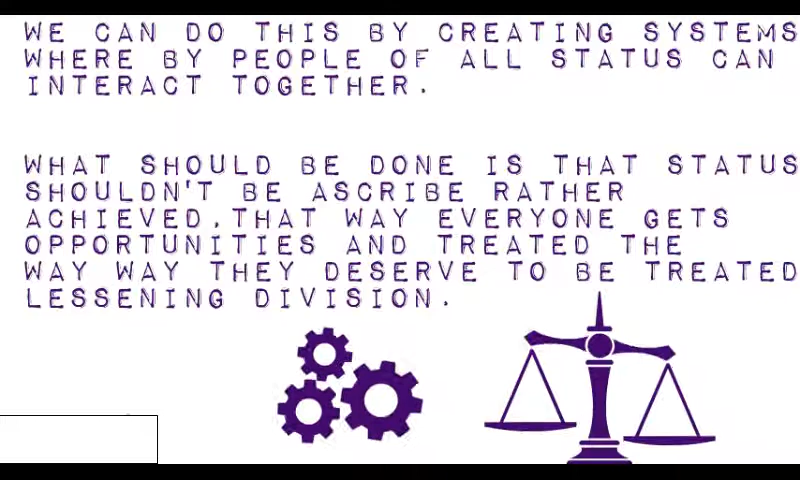 WE CAN DO THIS BY CREATING SYSTEMS
WHERE BY PEOPLE OF ALL STATUS CAN
INTERACT TOGETHER.
WHAT SHOULD BE DONE IS THAT STATUS
SHOULDN'T BE ASCRIBE RATHER
ACHIEVED.THAT WAY EVERYONE GETS
OPPORTUNITIES AND TREATED THE
WAY WAY THEY DESERVE TO BE TREATED
LESSENING DIVISION.